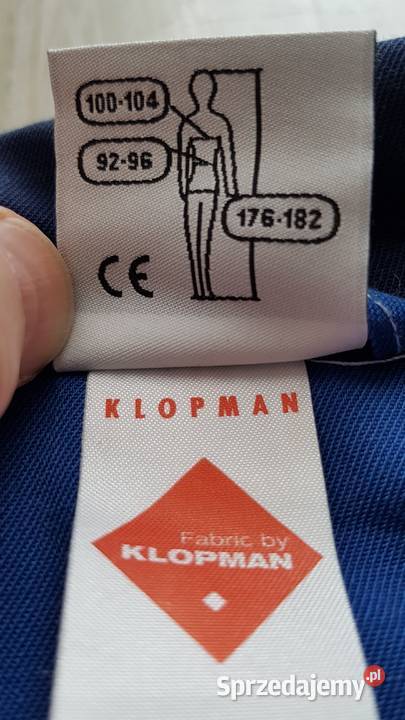 100-104
92-96
176-182
CE
KLOPMAN
Fabric by
KLOPMAN
Sprzedajemy.pl